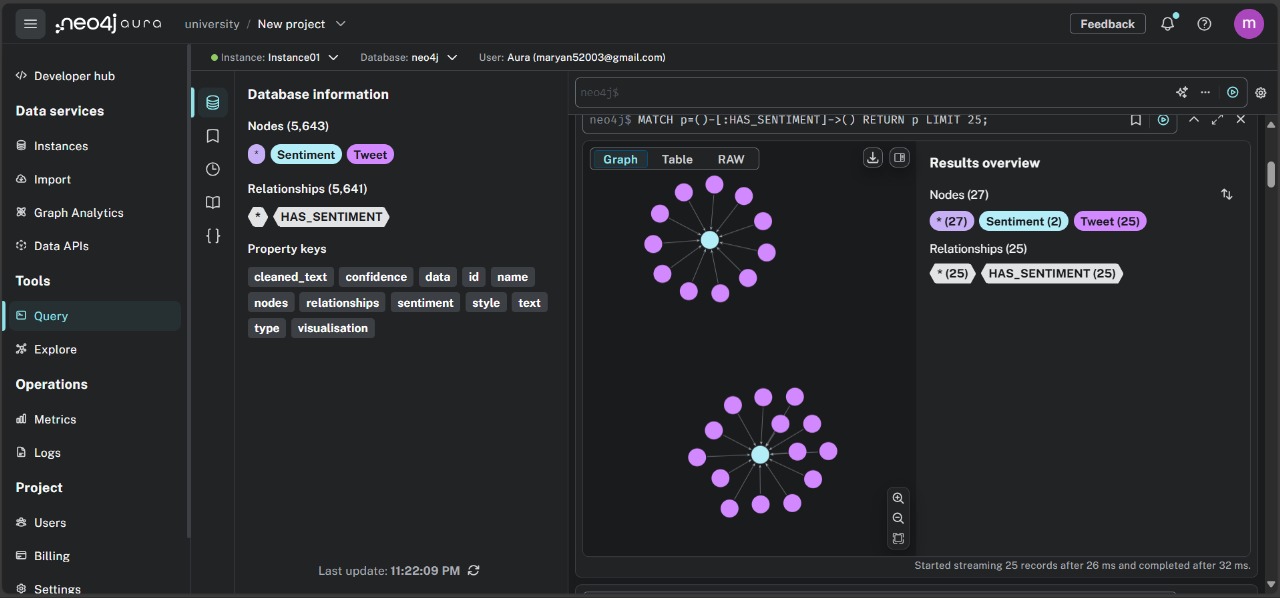 neo4j aura university / New project Feedback m
Instance: Instance01 Database: neo4j User: Aura (maryan52003@gmail.com)
Developer hub
Data services
Instances
Import
Graph Analytics
Data APIs
Tools
Query
Explore
Operations
Metrics
Logs
Project
Users
Billing
Settings
Database information
Nodes (5,643)
* Sentiment Tweet
Relationships (5,641)
* HAS_SENTIMENT
Property keys
cleaned_text confidence data id name
nodes relationships sentiment style text
type visualisation
Last update: 11:22:09 PM
neo4j$
neo4j$ MATCH p=()-[:HAS_SENTIMENT]->() RETURN p LIMIT 25;
Graph Table RAW
Results overview
Nodes (27)
* (27) Sentiment (2) Tweet (25)
Relationships (25)
* (25) HAS_SENTIMENT (25)
Started streaming 25 records after 26 ms and completed after 32 ms.